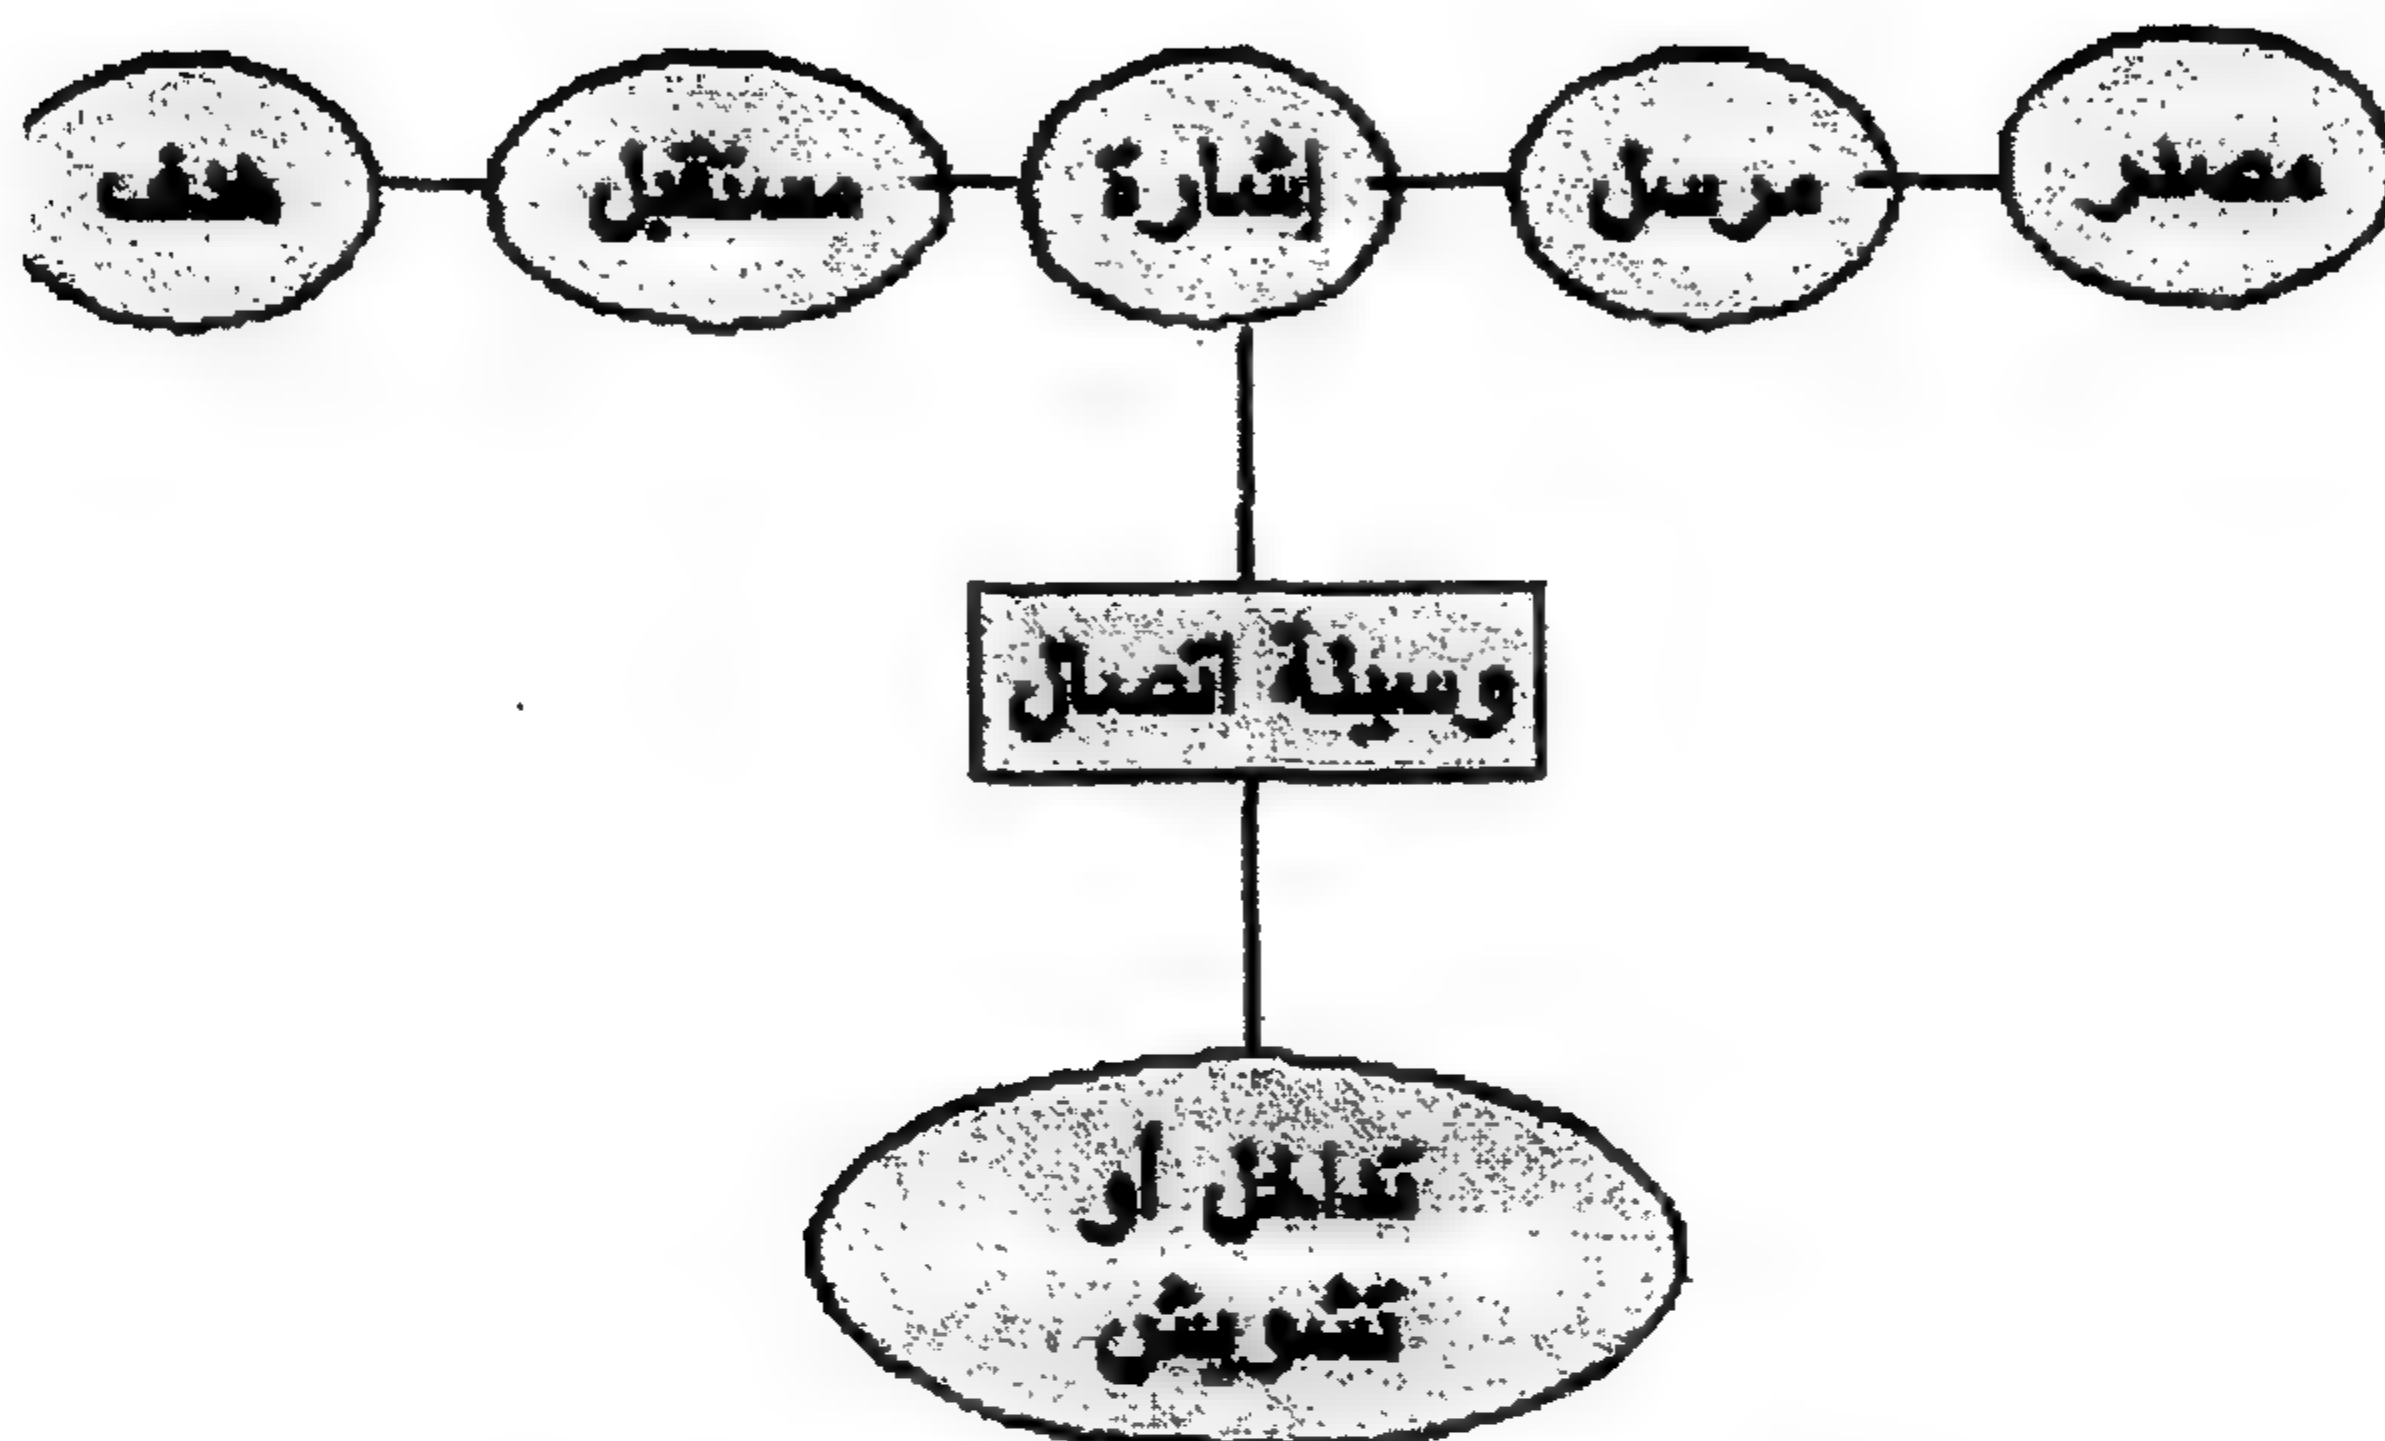 مصدر
مرسل
إشارة
مستقبل
هدف
وسيلة اتصال
تداخل أو
تشويش